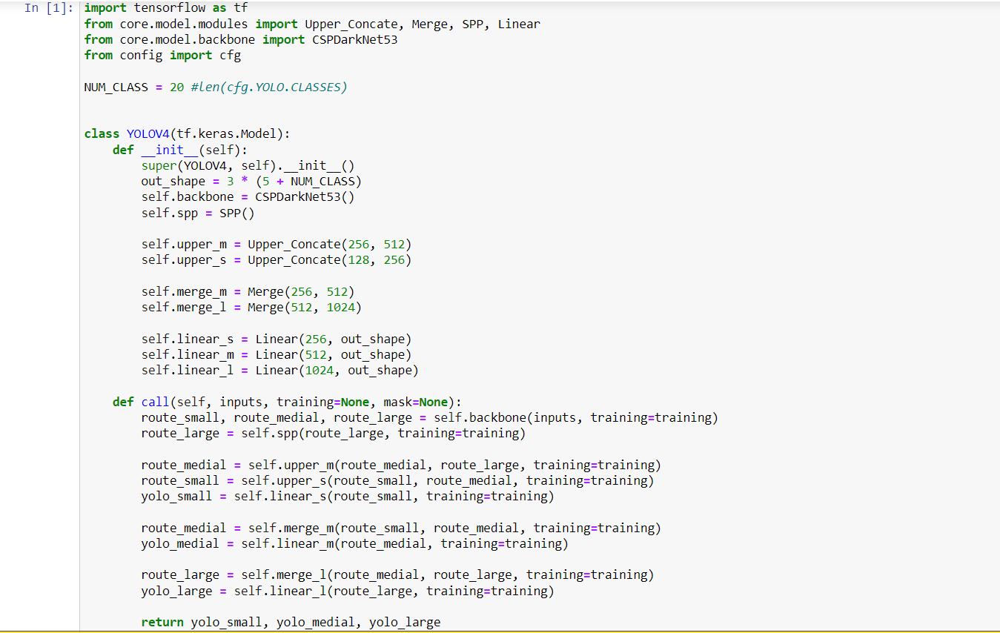 In [1]: import tensorflow as tf
from core.model.modules import Upper_Concate, Merge, SPP, Linear
from core.model.backbone import CSPDarkNet53
from config import cfg

NUM_CLASS = 20 #len(cfg.YOLO.CLASSES)


class YOLOV4(tf.keras.Model):
    def __init__(self):
        super(YOLOV4, self).__init__()
        out_shape = 3 * (5 + NUM_CLASS)
        self.backbone = CSPDarkNet53()
        self.spp = SPP()

        self.upper_m = Upper_Concate(256, 512)
        self.upper_s = Upper_Concate(128, 256)

        self.merge_m = Merge(256, 512)
        self.merge_l = Merge(512, 1024)

        self.linear_s = Linear(256, out_shape)
        self.linear_m = Linear(512, out_shape)
        self.linear_l = Linear(1024, out_shape)

    def call(self, inputs, training=None, mask=None):
        route_small, route_medial, route_large = self.backbone(inputs, training=training)
        route_large = self.spp(route_large, training=training)

        route_medial = self.upper_m(route_medial, route_large, training=training)
        route_small = self.upper_s(route_small, route_medial, training=training)
        yolo_small = self.linear_s(route_small, training=training)

        route_medial = self.merge_m(route_small, route_medial, training=training)
        yolo_medial = self.linear_m(route_medial, training=training)

        route_large = self.merge_l(route_medial, route_large, training=training)
        yolo_large = self.linear_l(route_large, training=training)

        return yolo_small, yolo_medial, yolo_large